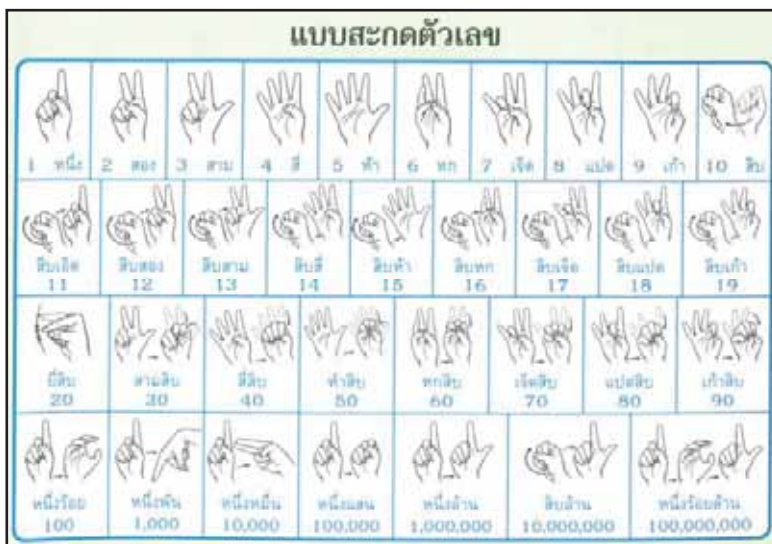 แบบสะกดตัวเลข
1 หนึ่ง 2 สอง 3 สาม 4 สี่ 5 ห้า 6 หก 7 เจ็ด 8 แปด 9 เก้า 10 สิบ
สิบเอ็ด สิบสอง สิบสาม สิบสี่ สิบห้า สิบหก สิบเจ็ด สิบแปด สิบเก้า
11 12 13 14 15 16 17 18 19
ยี่สิบ สามสิบ สี่สิบ ห้าสิบ หกสิบ เจ็ดสิบ แปดสิบ เก้าสิบ
20 30 40 50 60 70 80 90
หนึ่งร้อย หนึ่งพัน หนึ่งหมื่น หนึ่งแสน หนึ่งล้าน สิบล้าน หนึ่งร้อยล้าน
100 1,000 10,000 100,000 1,000,000 10,000,000 100,000,000